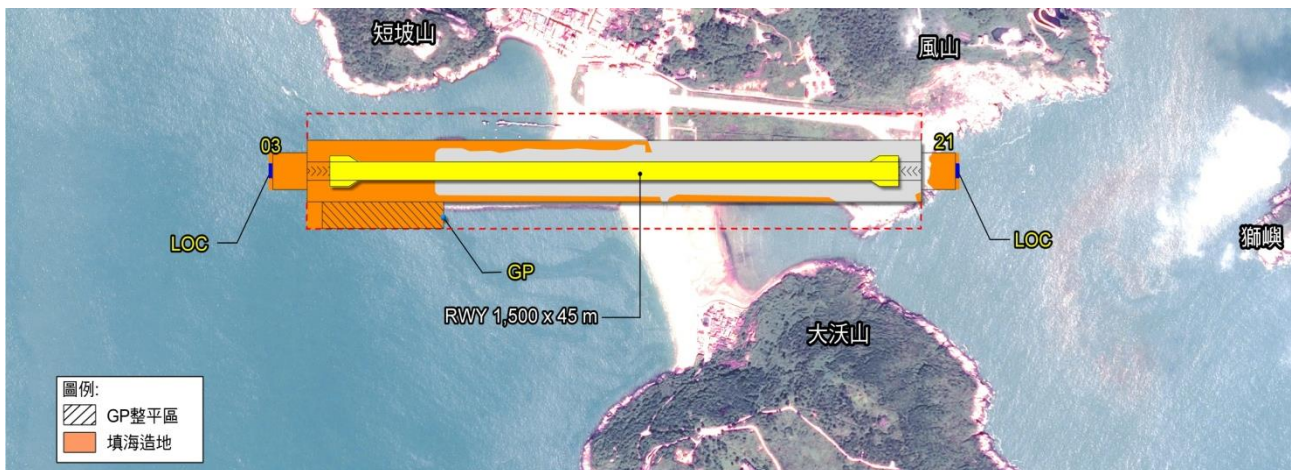 短坡山
風山
03
21
LOC
LOC
獅嶼
GP
RWY 1,500 x 45 m
大沃山
圖例:
GP整平區
填海造地